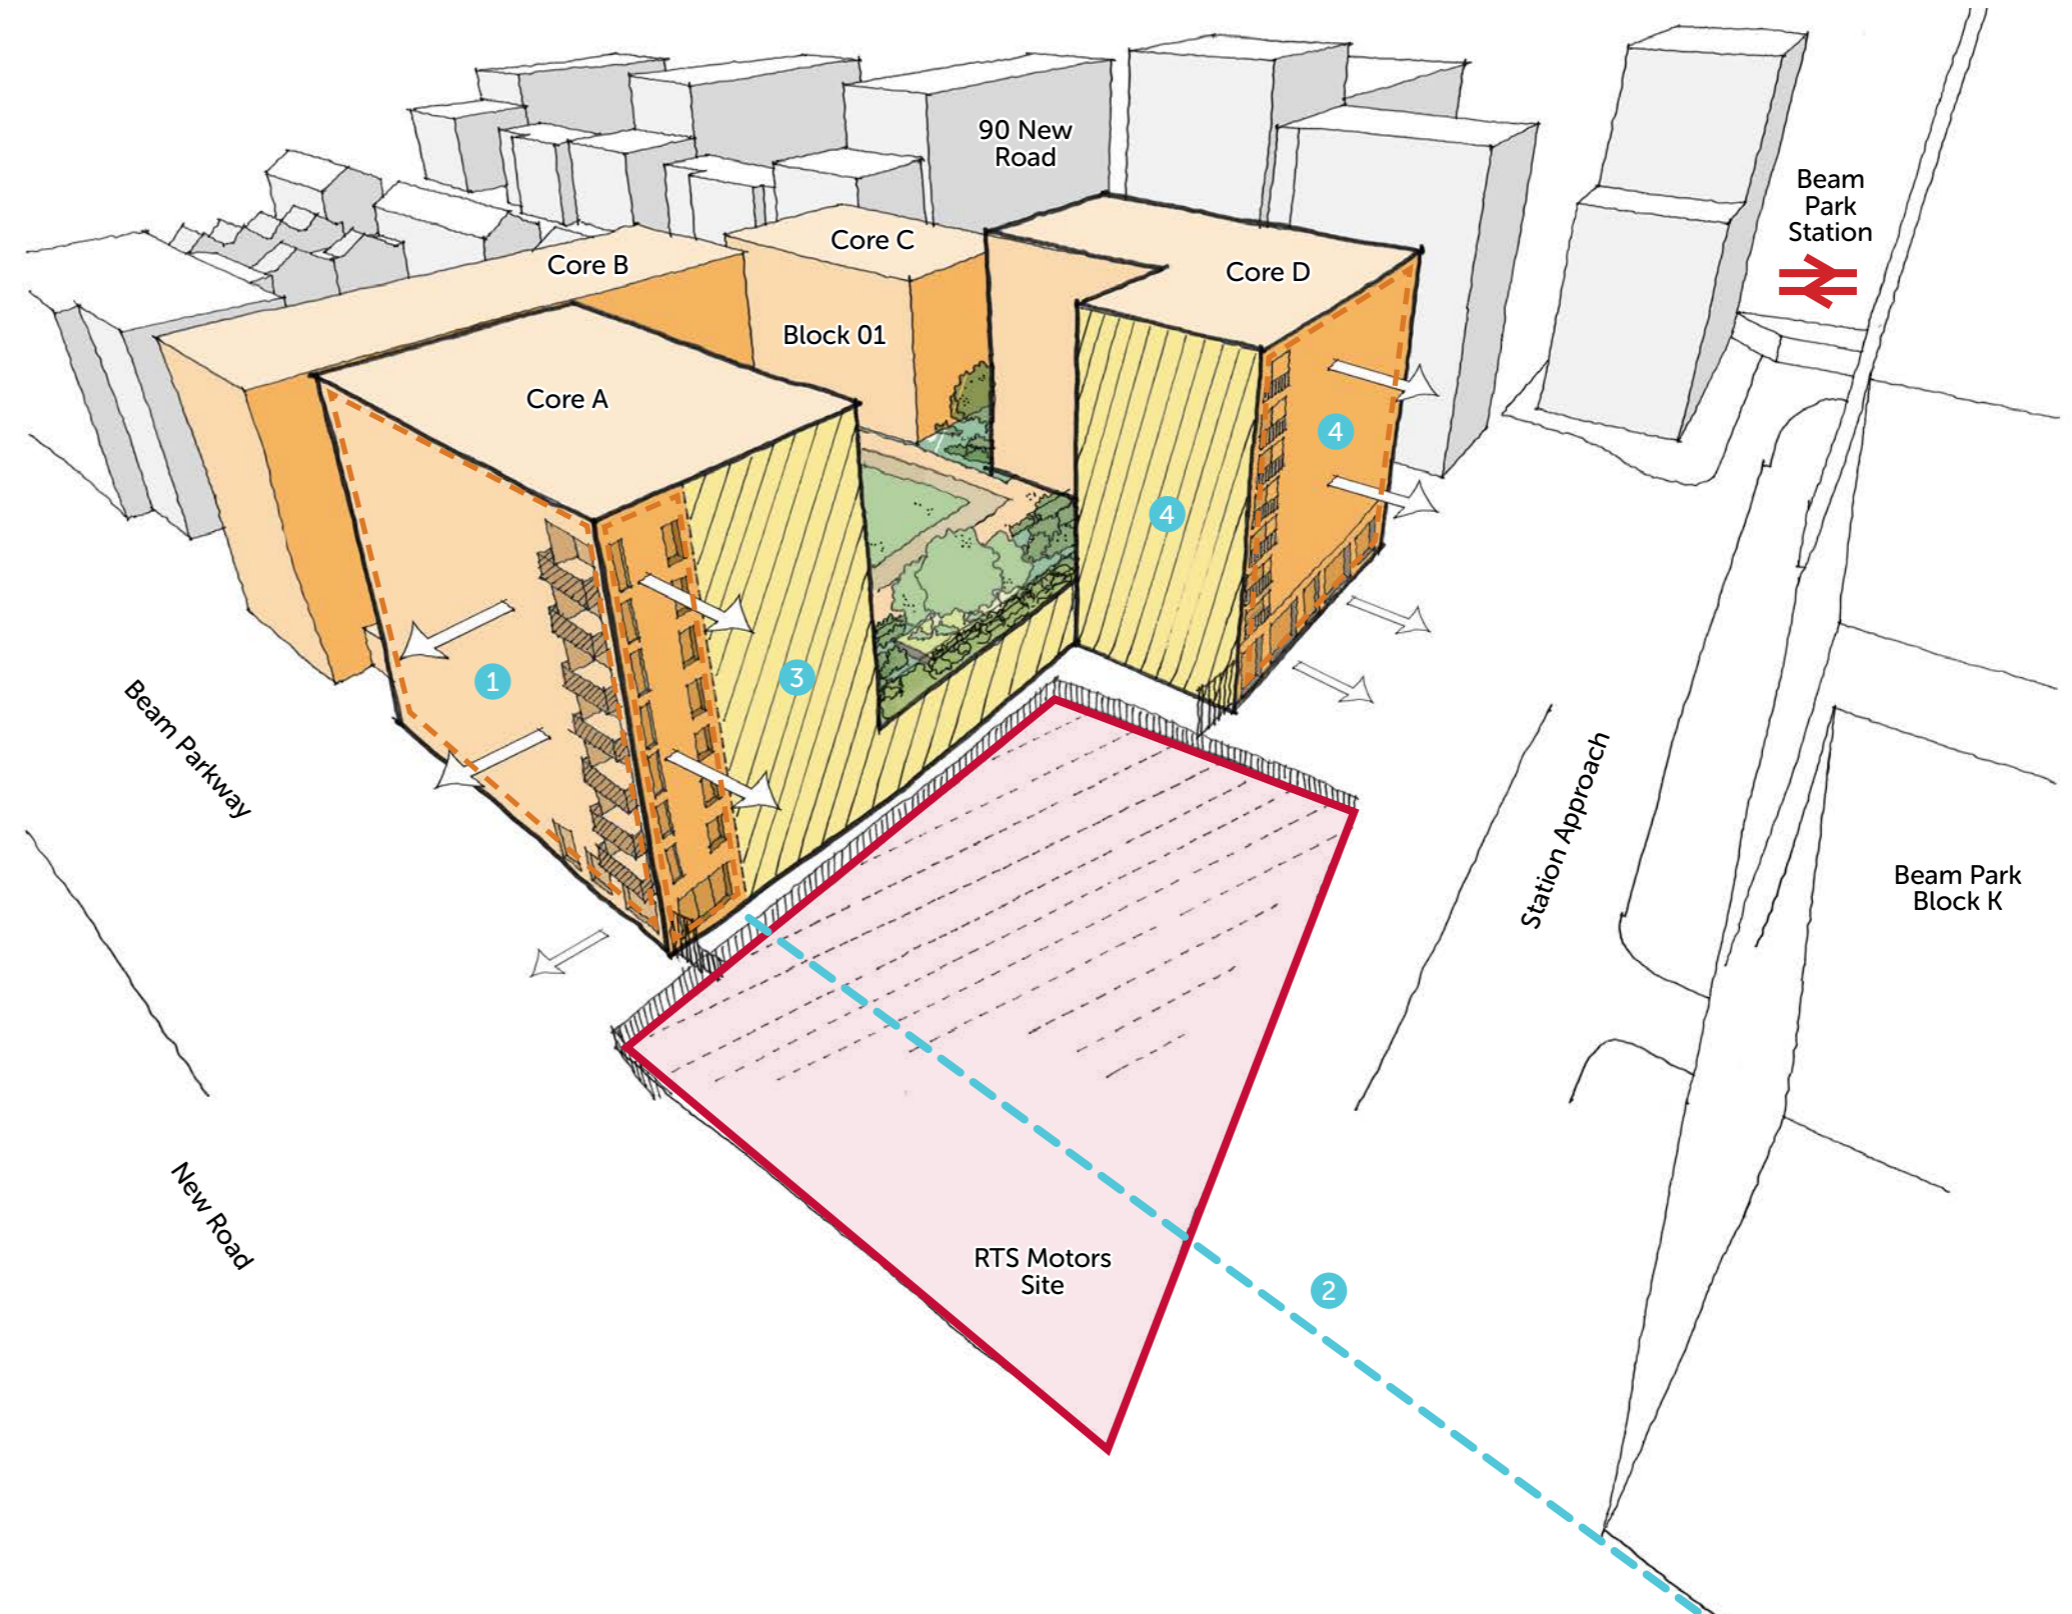 90 New
Road
Beam
Park
Station
Core C
Core B
Core D
Block 01
Core A
4
4
1
3
Beam Parkway
Station Approach
Beam Park
Block K
New Road
RTS Motors
Site
2